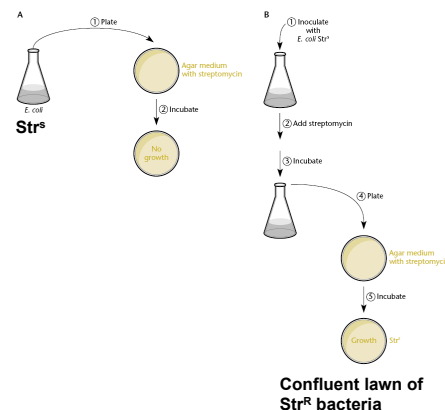 A
① Plate
Agar medium
with streptomycin
E. coli
Strˢ
② Incubate
No
growth
B
① Inoculate
with
E. coli Strˢ
② Add streptomycin
③ Incubate
④ Plate
Agar medium
with streptomyci
⑤ Incubate
Growth Strʳ
Confluent lawn of
Strᴿ bacteria